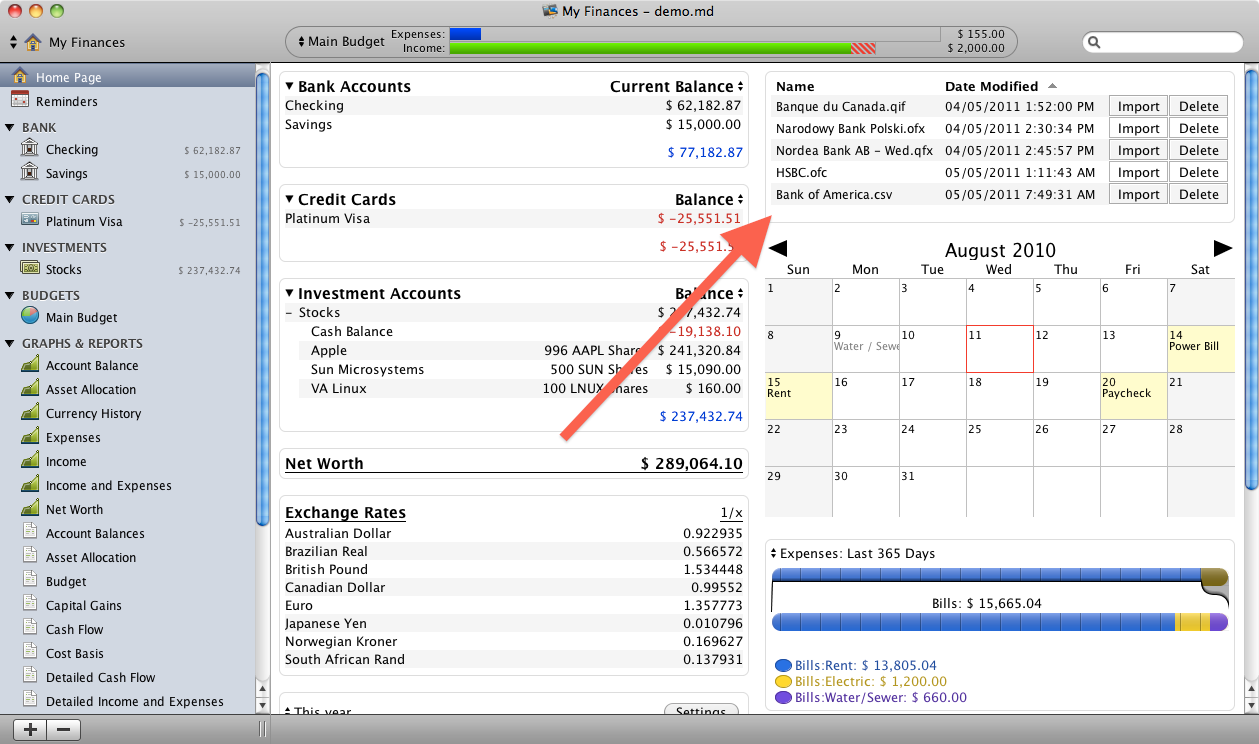 My Finances – demo.md
My Finances
Main Budget
Expenses: $ 155.00
Income: $ 2,000.00
Home Page
Reminders
BANK
Checking $ 62,182.87
Savings $ 15,000.00
CREDIT CARDS
Platinum Visa $ -25,551.51
INVESTMENTS
Stocks $ 237,432.74
BUDGETS
Main Budget
GRAPHS & REPORTS
Account Balance
Asset Allocation
Currency History
Expenses
Income
Income and Expenses
Net Worth
Account Balances
Asset Allocation
Budget
Capital Gains
Cash Flow
Cost Basis
Detailed Cash Flow
Detailed Income and Expenses
Bank Accounts Current Balance
Checking $ 62,182.87
Savings $ 15,000.00
$ 77,182.87
Credit Cards Balance
Platinum Visa $ -25,551.51
$ -25,551.5
Investment Accounts Balance
– Stocks $ 237,432.74
Cash Balance -19,138.10
Apple 996 AAPL Shares $ 241,320.84
Sun Microsystems 500 SUN Shares $ 15,090.00
VA Linux 100 LNUX Shares $ 160.00
$ 237,432.74
Net Worth $ 289,064.10
Exchange Rates 1/x
Australian Dollar 0.922935
Brazilian Real 0.566572
British Pound 1.534448
Canadian Dollar 0.99552
Euro 1.357773
Japanese Yen 0.010796
Norwegian Kroner 0.169627
South African Rand 0.137931
This year Settings
Name Date Modified
Banque du Canada.qif 04/05/2011 1:52:00 PM Import Delete
Narodowy Bank Polski.ofx 04/05/2011 2:30:34 PM Import Delete
Nordea Bank AB – Wed.qfx 04/05/2011 2:45:57 PM Import Delete
HSBC.ofc 05/05/2011 1:11:43 AM Import Delete
Bank of America.csv 05/05/2011 7:49:31 AM Import Delete
August 2010
Sun Mon Tue Wed Thu Fri Sat
1 2 3 4 5 6 7
8 9 10 11 12 13 14
Water / Sewe Power Bill
15 16 17 18 19 20 21
Rent Paycheck
22 23 24 25 26 27 28
29 30 31
Expenses: Last 365 Days
Bills: $ 15,665.04
Bills:Rent: $ 13,805.04
Bills:Electric: $ 1,200.00
Bills:Water/Sewer: $ 660.00